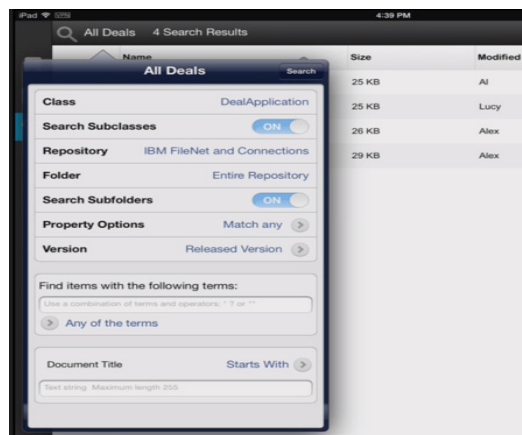 iPad 4:39 PM
All Deals 4 Search Results
Name Size Modified
All Deals Search
25 KB Al
Class DealApplication
25 KB Lucy
Search Subclasses ON
Repository IBM FileNet and Connections
26 KB Alex
29 KB Alex
Folder Entire Repository
Search Subfolders ON
Property Options Match any
Version Released Version
Find items with the following terms:
Use a combination of terms and operators: * ? or ""
Any of the terms
Document Title Starts With
Text string Maximum length 255